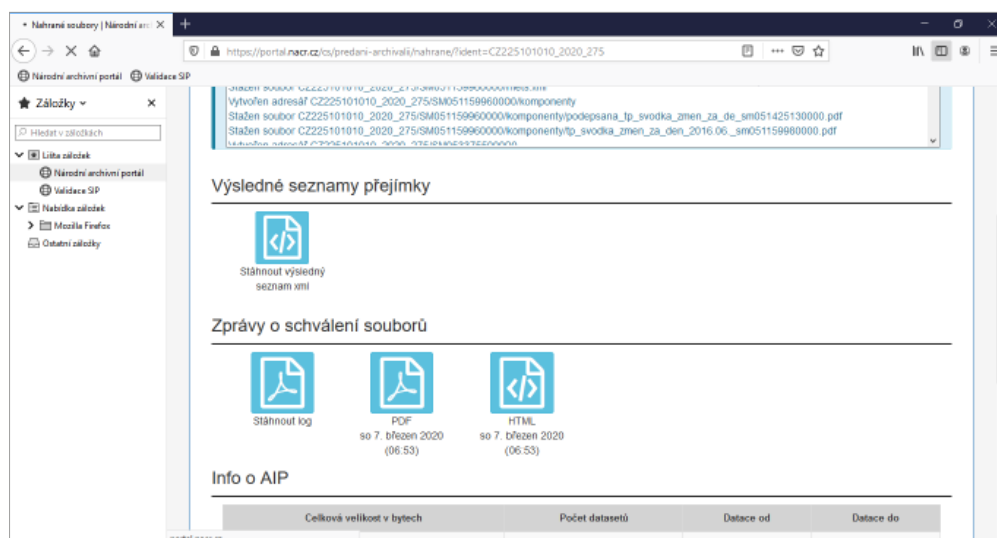 Nahrané soubory | Národní arc
https://portal.nacr.cz/cs/predani-archivalii/nahrane/?ident=CZ225101010_2020_275
Národní archivní portál Validace SIP
Záložky
Hledat v záložkách
Lišta záložek
Národní archivní portál
Validace SIP
Nabídka záložek
Mozilla Firefox
Ostatní záložky
Vytvořen adresář CZ225101010_2020_275/SM051159960000/komponenty
Stažen soubor CZ225101010_2020_275/SM051159960000/komponenty/podepsana_tp_svodka_zmen_za_de_sm051425130000.pdf
Stažen soubor CZ225101010_2020_275/SM051159960000/komponenty/tp_svodka_zmen_za_den_2016.06._sm051159980000.pdf
Výsledné seznamy přejímky
Stáhnout výsledný
seznam xml
Zprávy o schválení souborů
Stáhnout log
PDF
so 7. březen 2020
(06:53)
HTML
so 7. březen 2020
(06:53)
Info o AIP
Celková velikost v bytech Počet datasetů Datace od Datace do